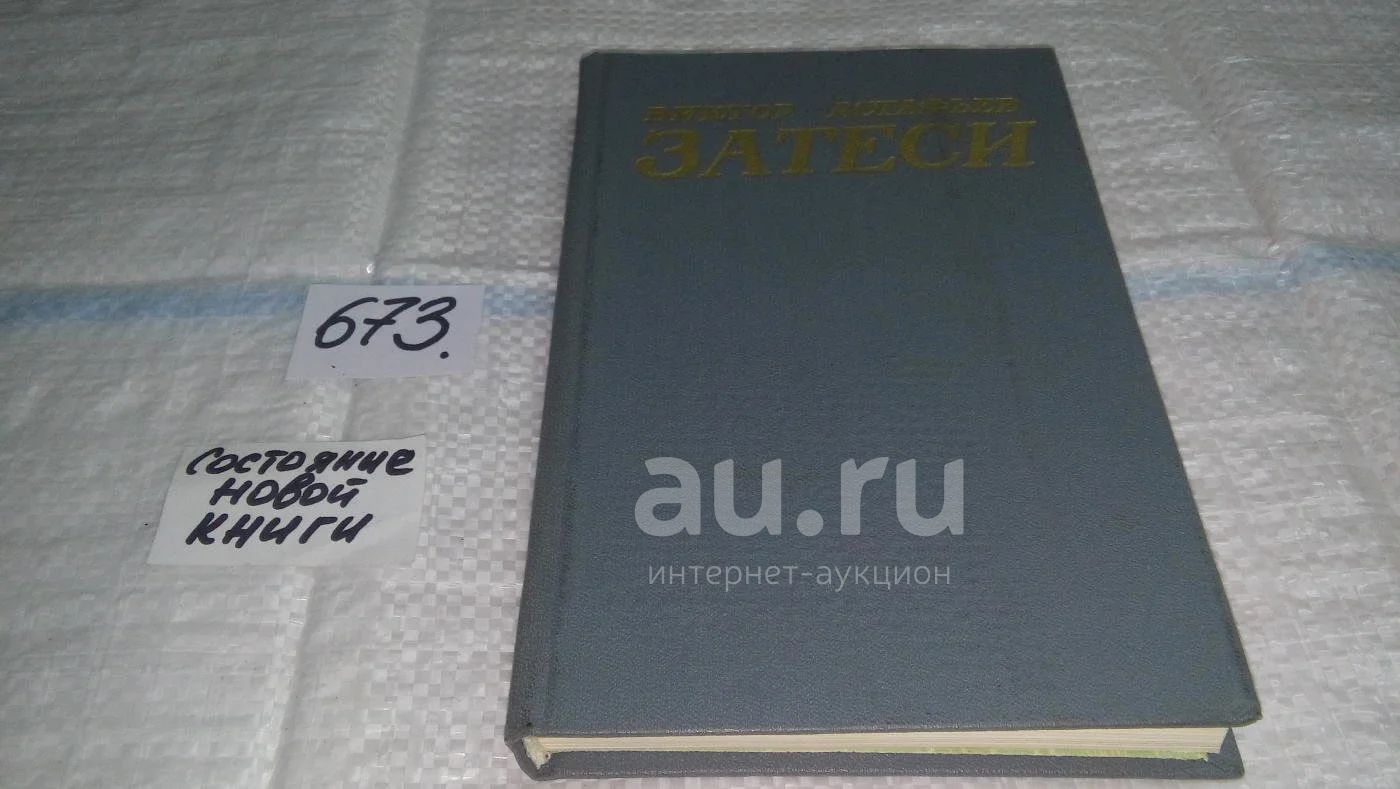 ВИКТОР АСТАФЬЕВ
ЗАТЕСИ
673.
Состояние
новой
книги
au.ru
интернет-аукцион